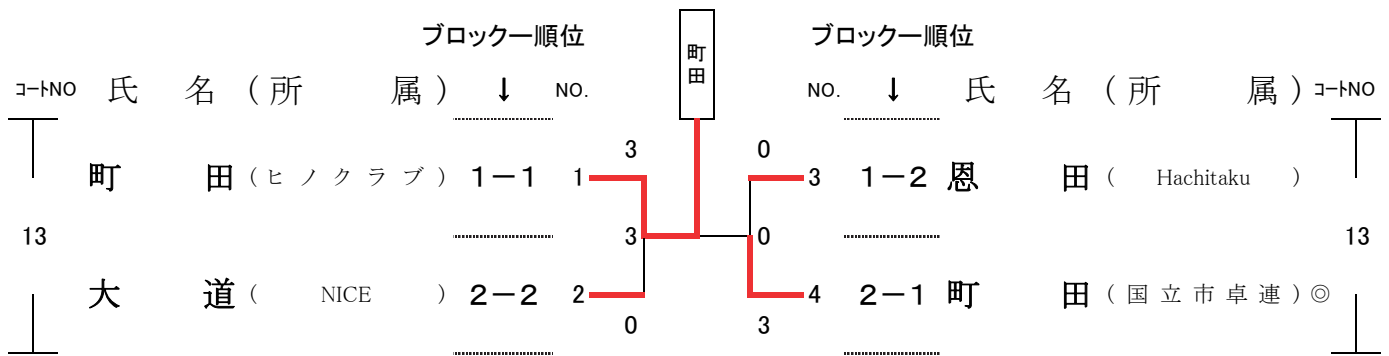 ブロック一順位 町田 ブロック一順位
コートNO 氏 名 ( 所 属 ) ↓ NO. NO. ↓ 氏 名 ( 所 属 ) コートNO
3 0
町 田 ( ヒ ノ ク ラ ブ ) 1−1 1 3 1−2 恩 田 ( Hachitaku )
13 3 0 13
大 道 ( NICE ) 2−2 2 4 2−1 町 田 ( 国 立 市 卓 連 ) ◎
0 3